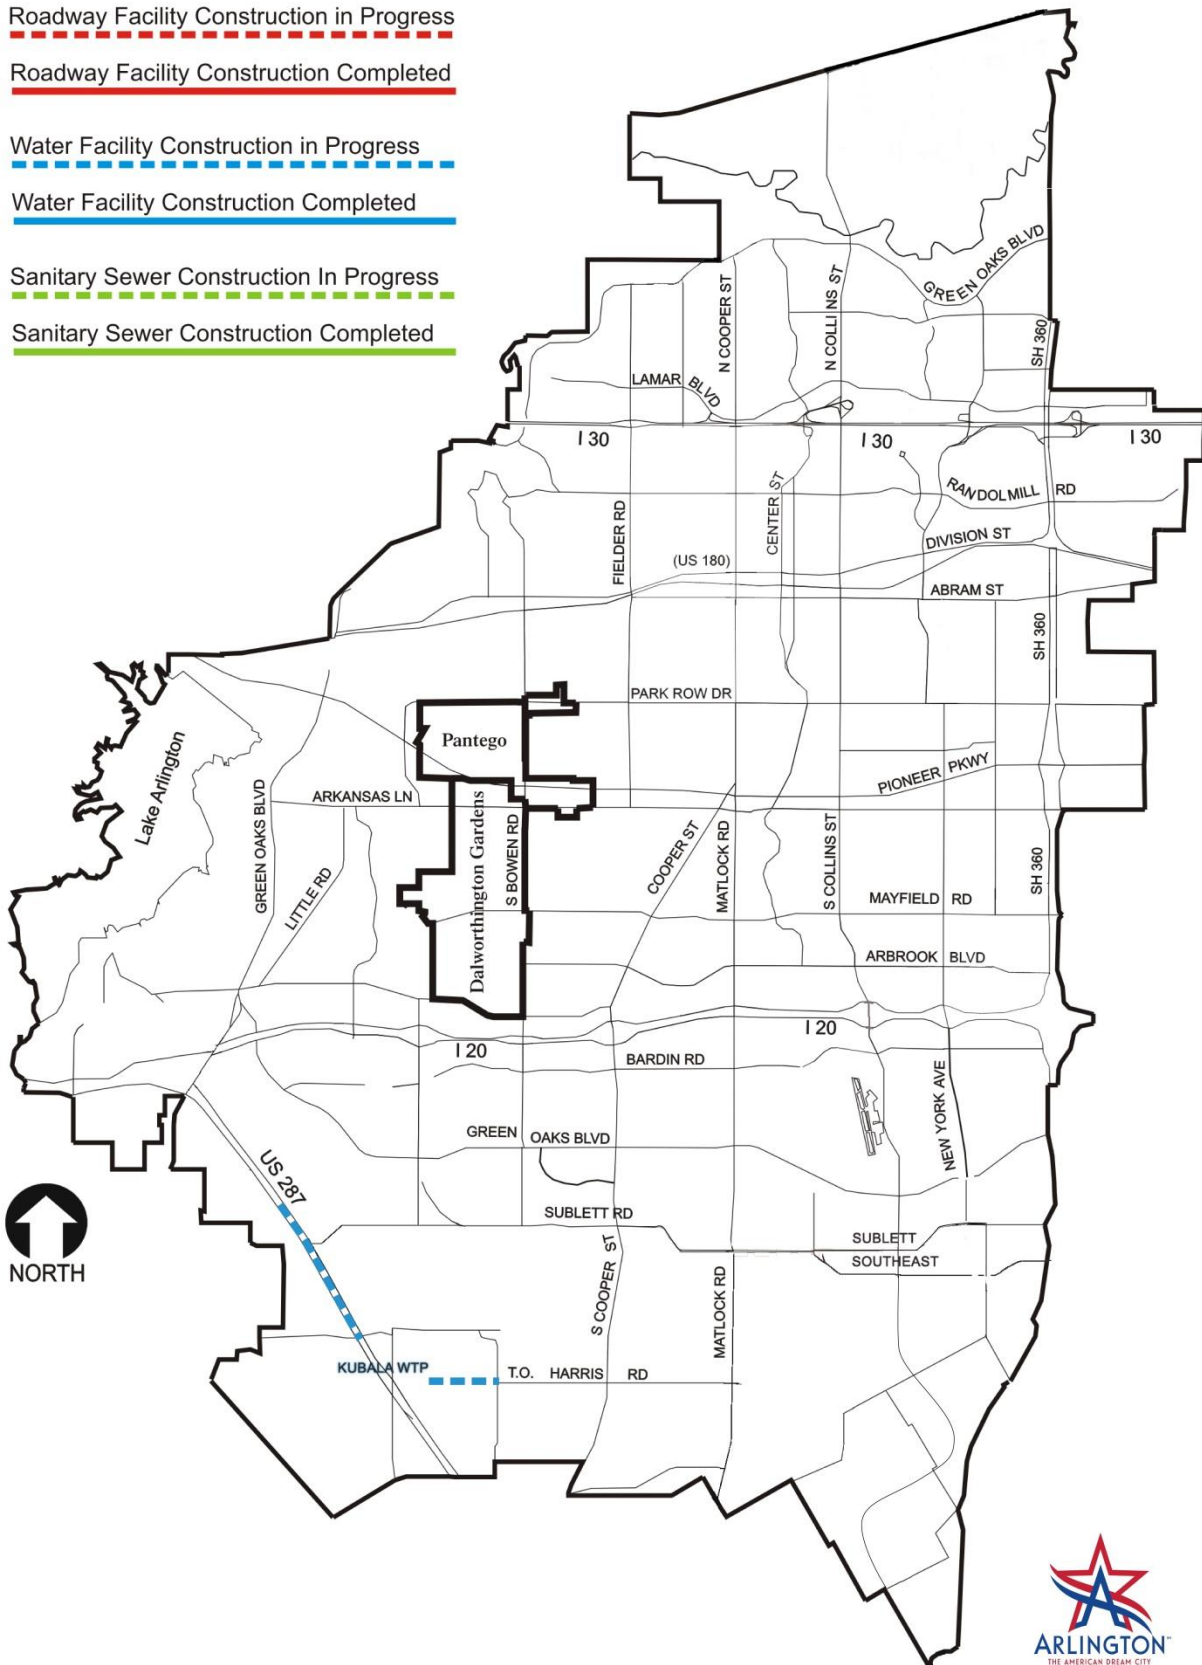 Roadway Facility Construction in Progress
Roadway Facility Construction Completed
Water Facility Construction in Progress
Water Facility Construction Completed
Sanitary Sewer Construction In Progress
Sanitary Sewer Construction Completed
GREEN OAKS BLVD
N COOPER ST
N COLLINS ST
SH 360
LAMAR BLVD
I 30
I 30
I 30
RANDOL MILL RD
CENTER ST
FIELDER RD
DIVISION ST
(US 180)
ABRAM ST
SH 360
PARK ROW DR
Pantego
Lake Arlington
PIONEER PKWY
GREEN OAKS BLVD
ARKANSAS LN
Dalworthington Gardens
S BOWEN RD
COOPER ST
MATLOCK RD
S COLLINS ST
SH 360
LITTLE RD
MAYFIELD RD
ARBROOK BLVD
I 20
I 20
BARDIN RD
NEW YORK AVE
GREEN OAKS BLVD
US 287
NORTH
SUBLETT RD
SUBLETT
SOUTHEAST
S COOPER ST
MATLOCK RD
KUBALA WTP
T.O. HARRIS RD
ARLINGTON™
THE AMERICAN DREAM CITY